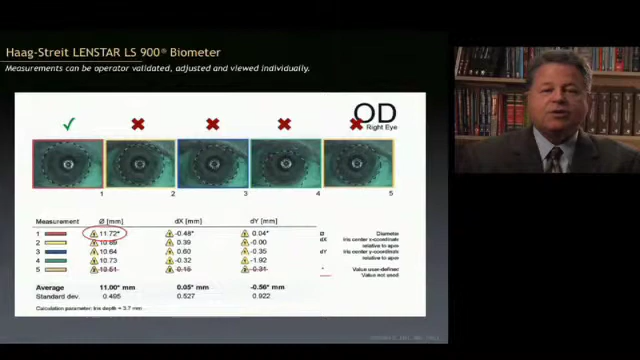 Haag-Streit LENSTAR LS 900® Biometer
Measurements can be operator validated, adjusted and viewed individually.
OD
Right Eye
1 2 3 4 5
Measurement Ø [mm] dX [mm] dY [mm]
1 11.72* -0.48* 0.04*
2 10.89 0.39 -0.00
3 10.64 0.60 -0.35
4 10.73 -0.32 -1.92
5 10.51 0.15 -0.31
Average 11.00* mm 0.05* mm -0.56* mm
Standard dev. 0.495 0.527 0.922
Calculation parameter: Iris depth = 3.7 mm
Ø Diameter
dX Iris center x-coordinate
relative to
dY Iris center y-coordinate
relative to
* Value user-defined
Value not used